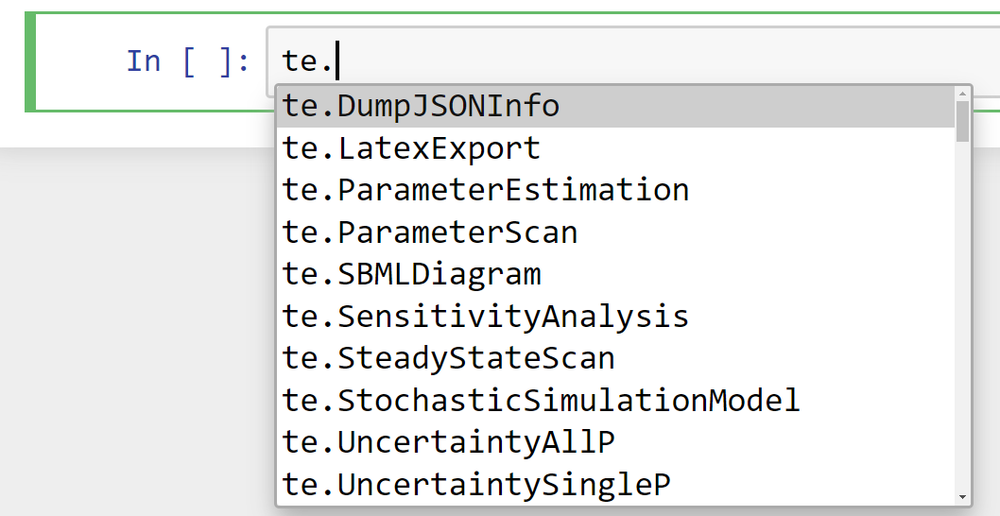 In [ ]: te.
te.DumpJSONInfo
te.LatexExport
te.ParameterEstimation
te.ParameterScan
te.SBMLDiagram
te.SensitivityAnalysis
te.SteadyStateScan
te.StochasticSimulationModel
te.UncertaintyAllP
te.UncertaintySingleP